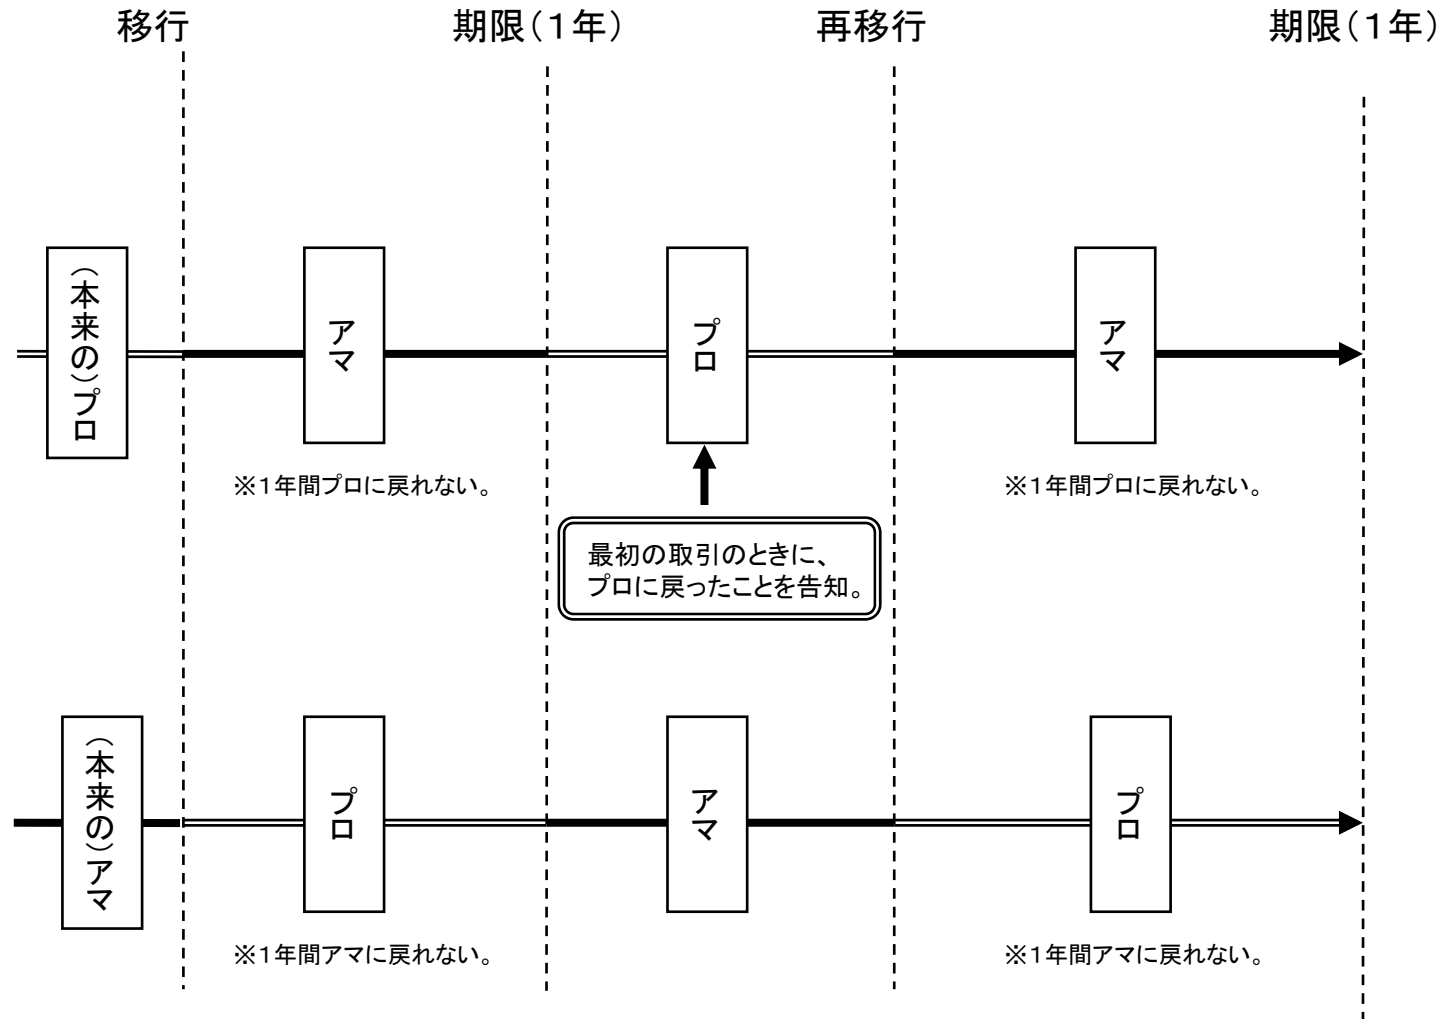 移行
期限(1年)
再移行
期限(1年)
(本来の)プロ
アマ
プロ
アマ
※1年間プロに戻れない。
※1年間プロに戻れない。
最初の取引のときに、
プロに戻ったことを告知。
(本来の)アマ
プロ
アマ
プロ
※1年間アマに戻れない。
※1年間アマに戻れない。